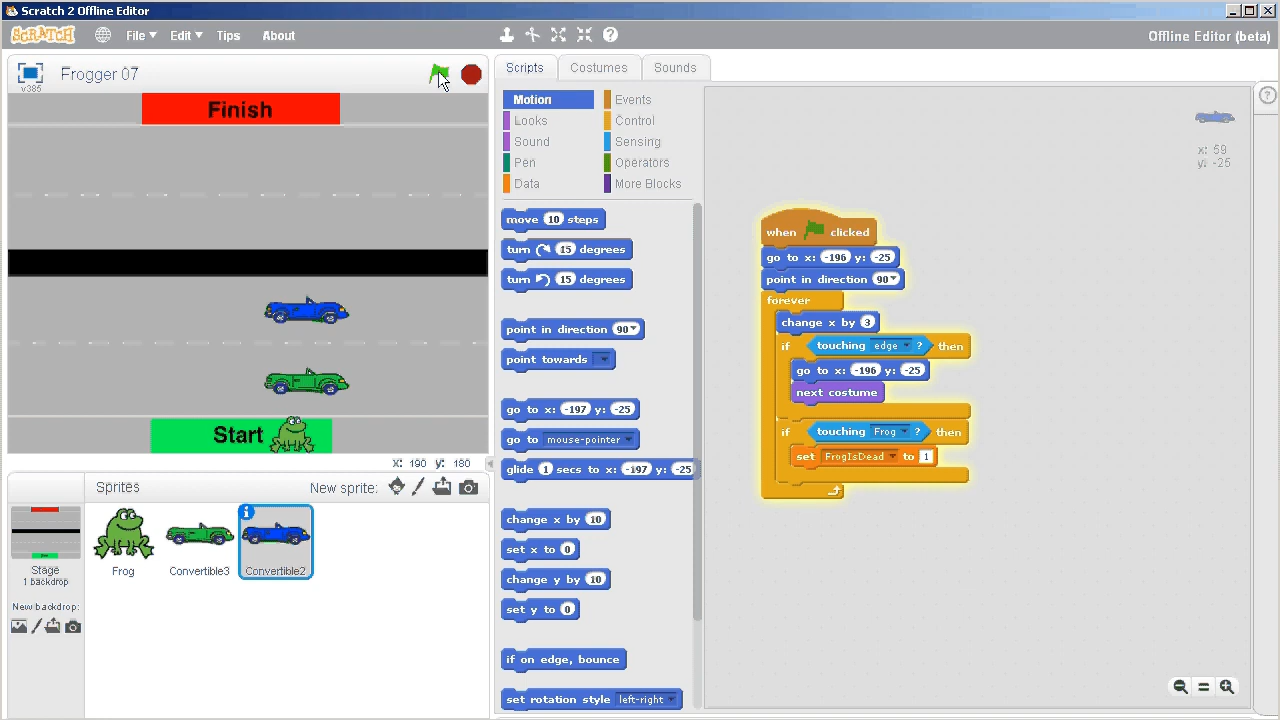 Scratch 2 Offline Editor
SCRATCH File Edit Tips About Offline Editor (beta)
v385 Frogger 07
Scripts Costumes Sounds
Finish
Start
X: 190 y: 180
Sprites New sprite:
Stage
1 backdrop
New backdrop:
Frog Convertible3 Convertible2
Motion Events
Looks Control
Sound Sensing
Pen Operators
Data More Blocks
move 10 steps
turn 15 degrees
turn 15 degrees
point in direction 90
point towards
go to x: -197 y: -25
go to mouse-pointer
glide 1 secs to x: -197 y: -25
change x by 10
set x to 0
change y by 10
set y to 0
if on edge, bounce
set rotation style left-right
x: 59
y: -25
when clicked
go to x: -196 y: -25
point in direction 90
forever
change x by 3
if touching edge ? then
go to x: -196 y: -25
next costume
if touching Frog ? then
set FrogIsDead to 1